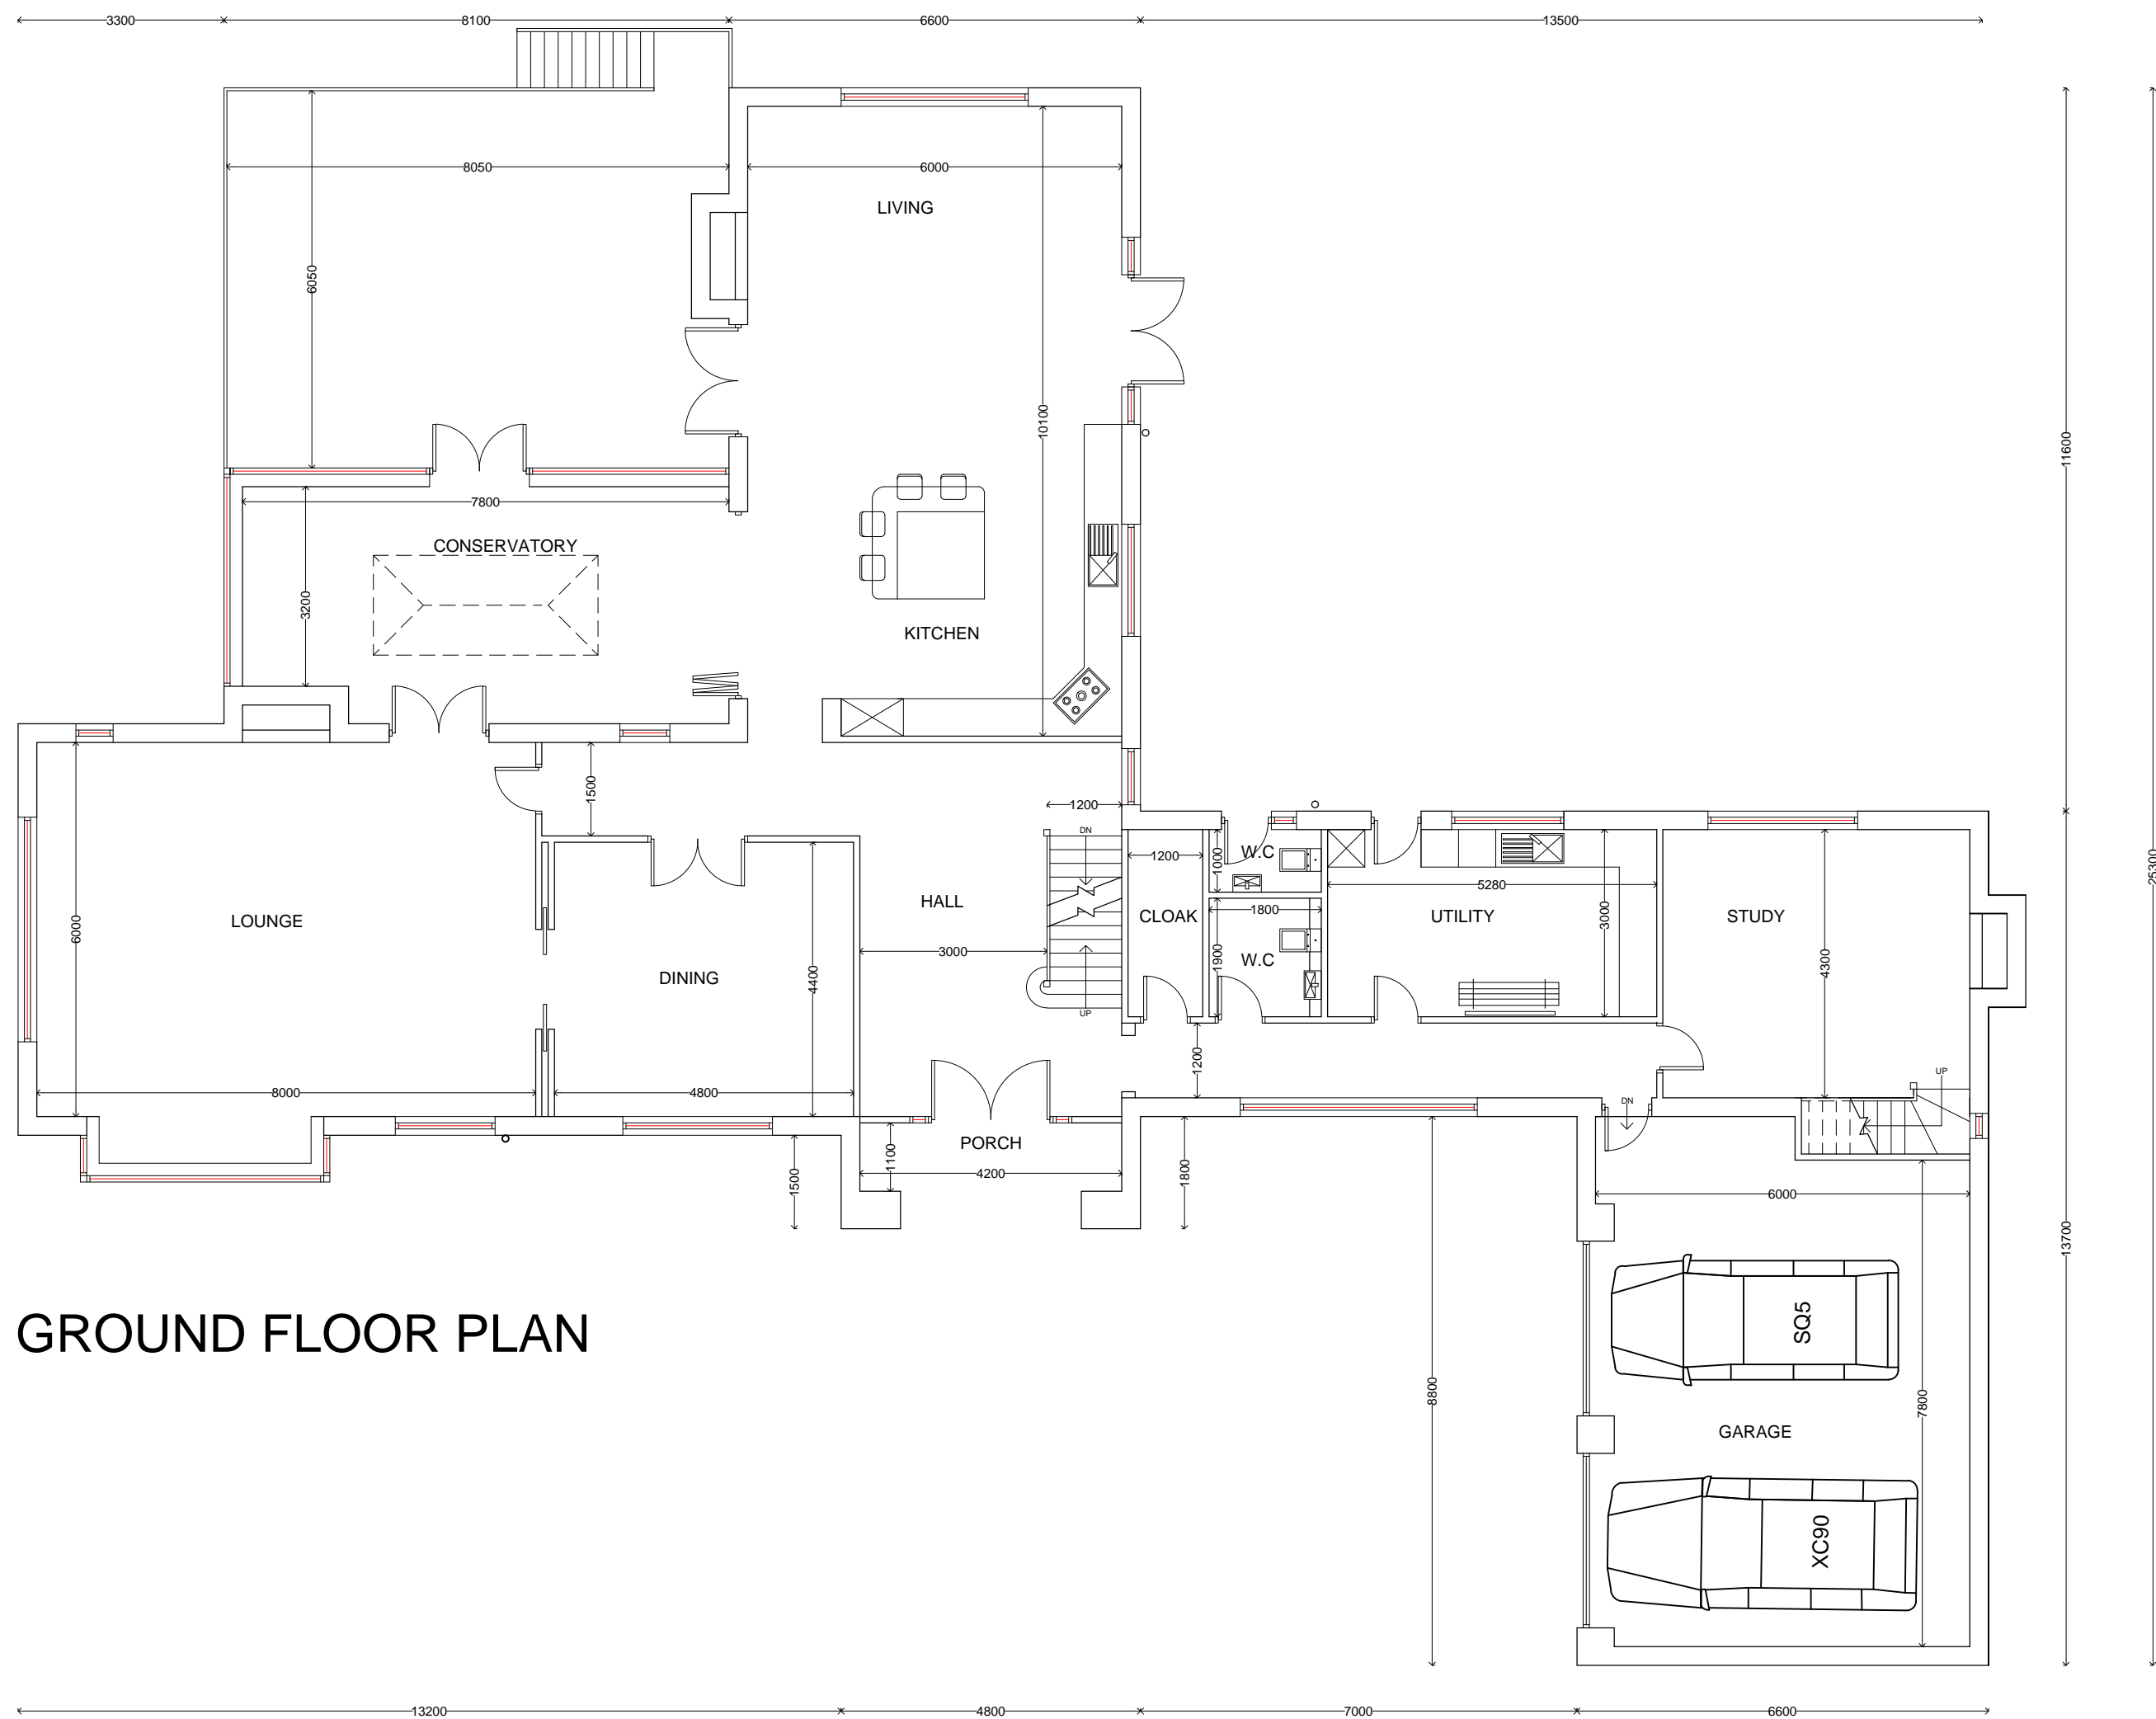 3300 8100 6600 13500
8050 6000
LIVING
6050
10100
11600
7800
CONSERVATORY
3200
KITCHEN
1500
1200
DN
1200
1000
W.C
5280
25300
6000
LOUNGE
HALL
CLOAK
1800
UTILITY
3000
STUDY
3000
1900
W.C
4300
DINING
4400
UP
1200
UP
8000
4800
DN
PORCH
1100
4200
1500
1800
6000
13700
GROUND FLOOR PLAN
SQ5
8800
7800
GARAGE
XC90
13200 4800 7000 6600